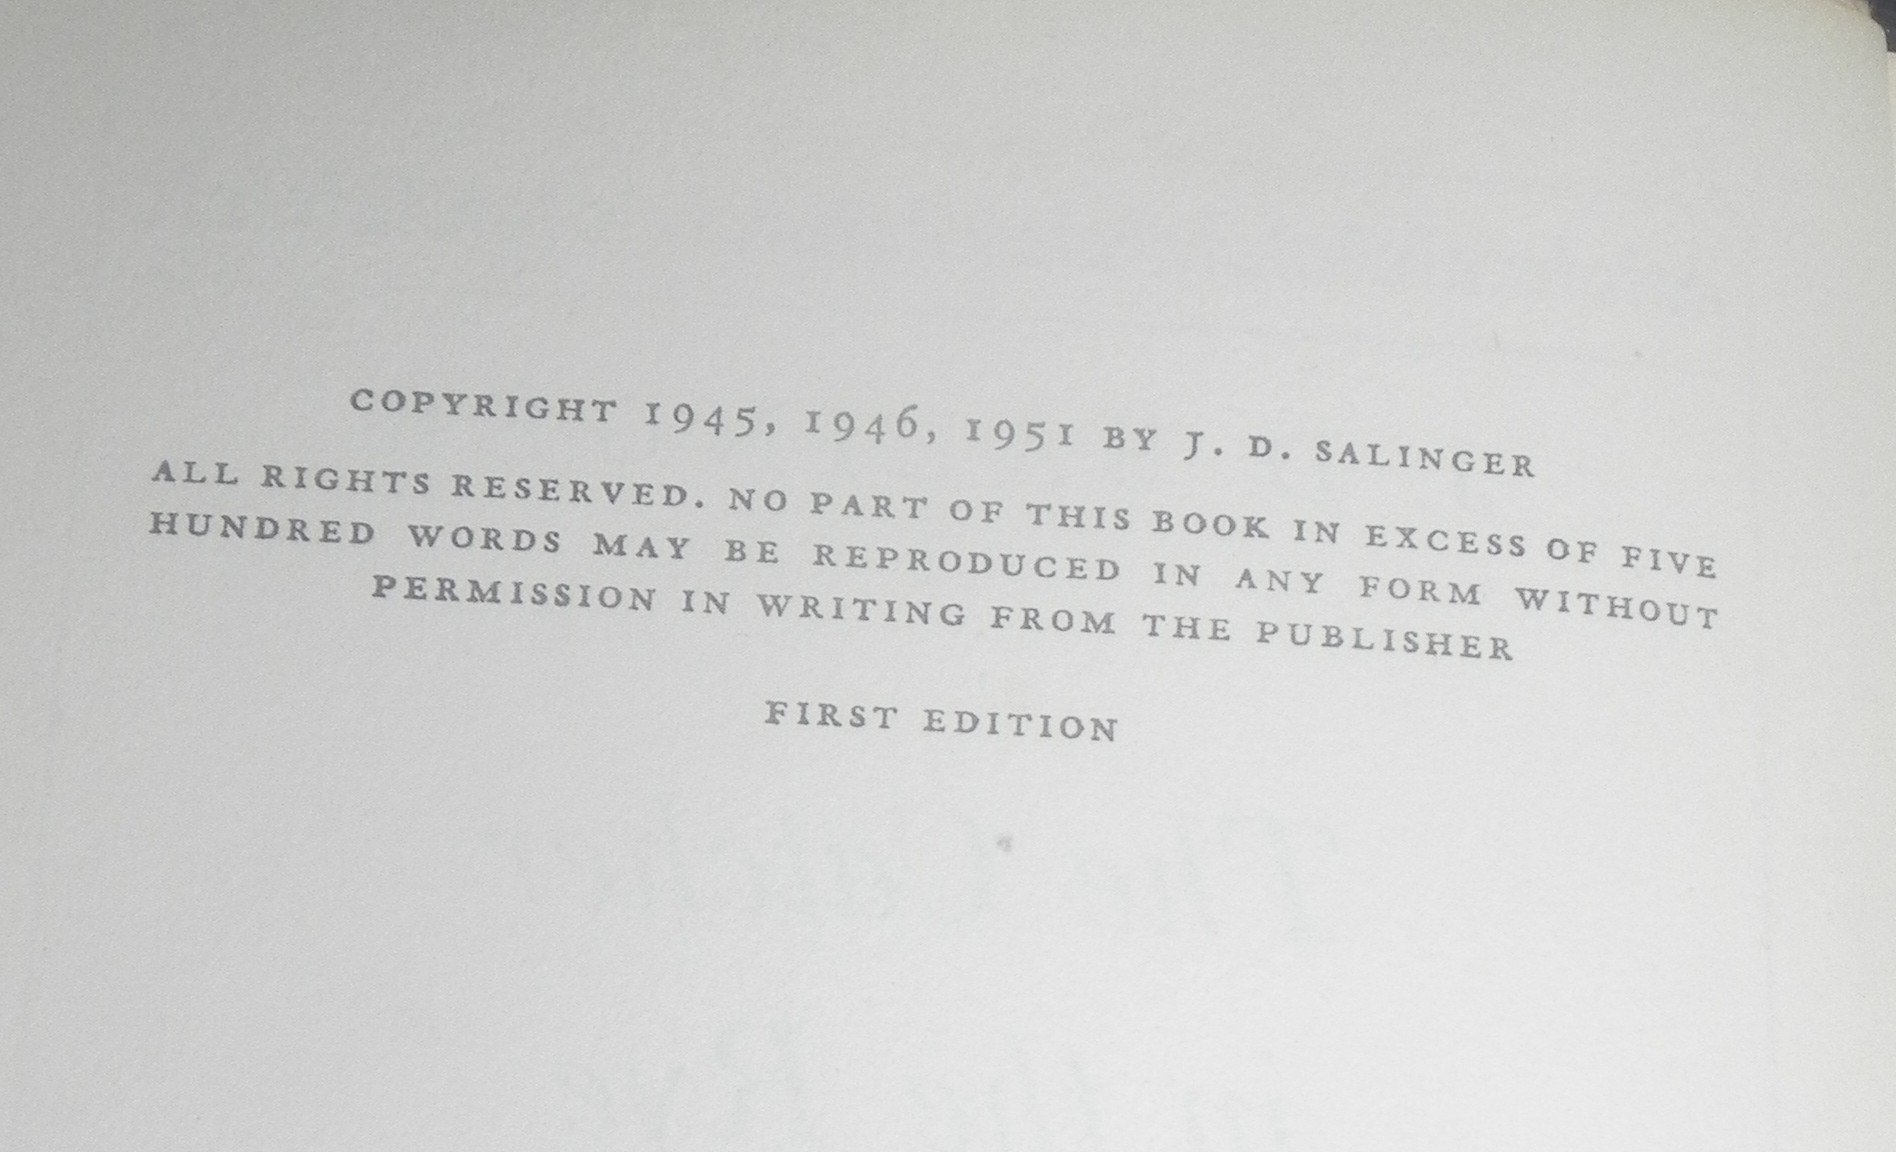 COPYRIGHT 1945, 1946, 1951 BY J. D. SALINGER
ALL RIGHTS RESERVED. NO PART OF THIS BOOK IN EXCESS OF FIVE
HUNDRED WORDS MAY BE REPRODUCED IN ANY FORM WITHOUT
PERMISSION IN WRITING FROM THE PUBLISHER
FIRST EDITION